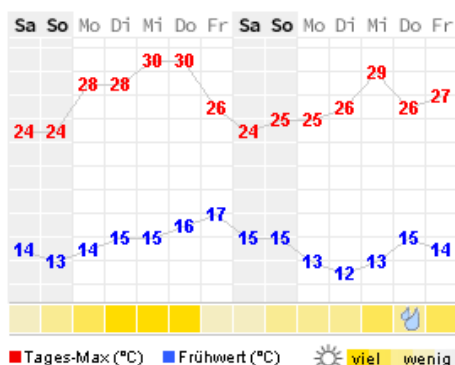 Sa So Mo Di Mi Do Fr Sa So Mo Di Mi Do Fr
24 24 28 28 30 30 26 24 25 25 26 29 26 27
14 13 14 15 15 16 17 15 15 13 12 13 15 14
Tages-Max (°C) Frühwert (°C) viel wenig